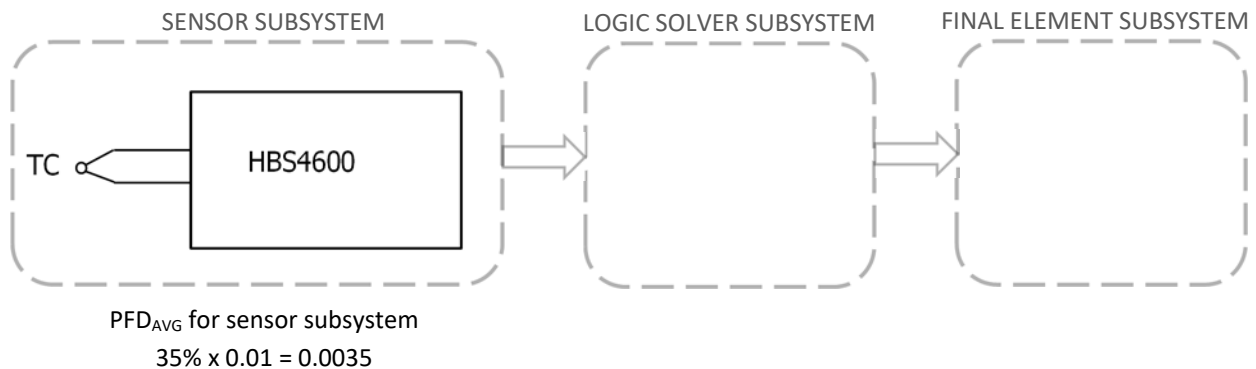 SENSOR SUBSYSTEM
LOGIC SOLVER SUBSYSTEM
FINAL ELEMENT SUBSYSTEM
TC
HBS4600
PFDAVG for sensor subsystem
35% x 0.01 = 0.0035